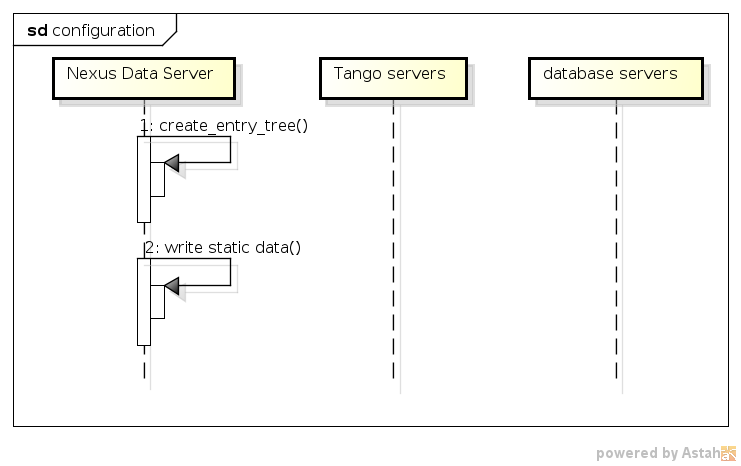 sd configuration
Nexus Data Server
Tango servers
database servers
1: create_entry_tree()
2: write static data()
powered by Astah